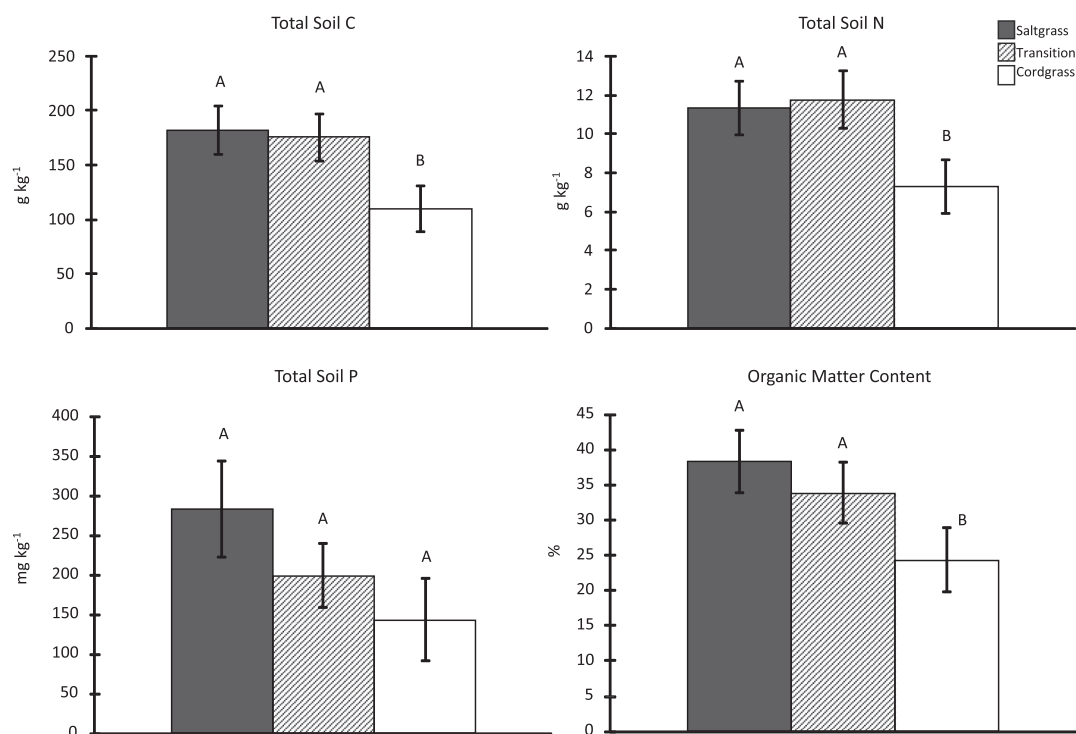 Total Soil C
250
200
150
100
50
0
g kg-1
A
A
B
Total Soil N
14
12
10
8
6
4
2
0
g kg-1
A
A
B
Saltgrass
Transition
Cordgrass
Total Soil P
400
350
300
250
200
150
100
50
0
mg kg-1
A
A
A
Organic Matter Content
45
40
35
30
25
20
15
10
5
0
%
A
A
B